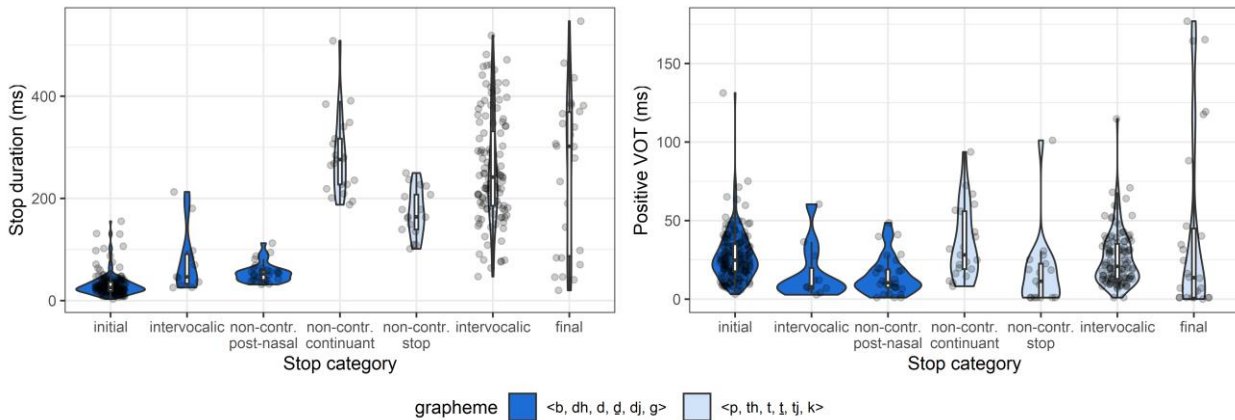 Stop duration (ms)
400
200
0
initial
intervocalic
non-contr.
post-nasal
non-contr.
continuant
non-contr.
stop
intervocalic
final
Stop category
Positive VOT (ms)
150
100
50
0
initial
intervocalic
non-contr.
post-nasal
non-contr.
continuant
non-contr.
stop
intervocalic
final
Stop category
grapheme
<b, dh, d, ḏ, dj, g>
<p, th, t, ṯ, tj, k>